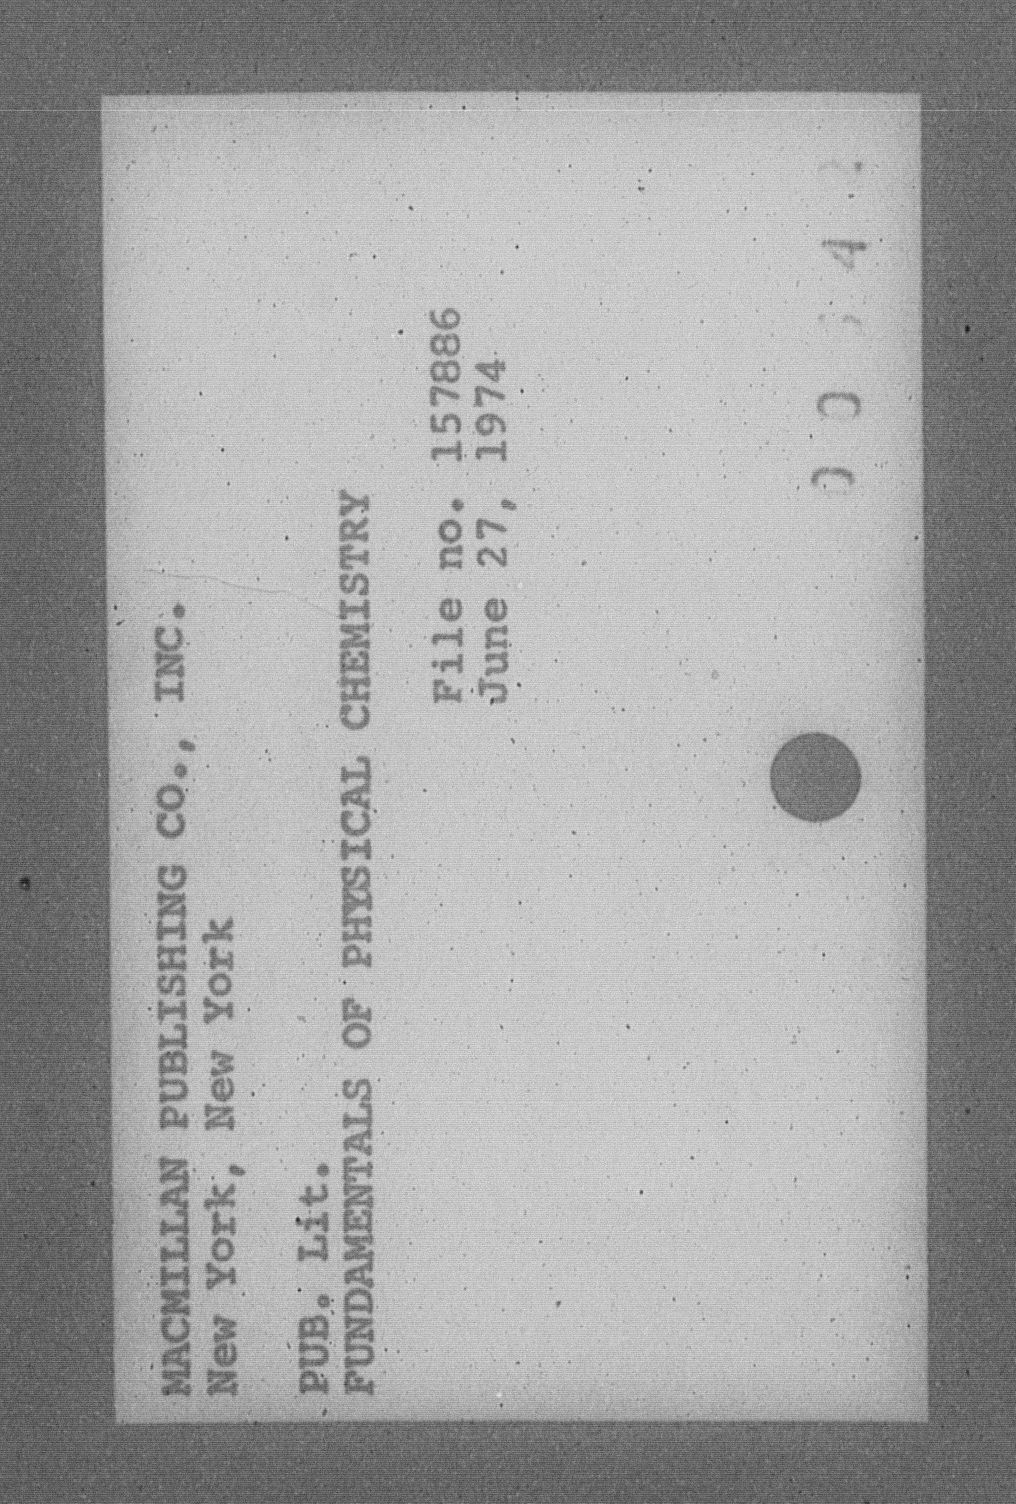 MACMILLAN PUBLISHING CO., INC.
New York, New York
PUB. Lit.
FUNDAMENTALS OF PHYSICAL CHEMISTRY
File no. 157886
June 27, 1974